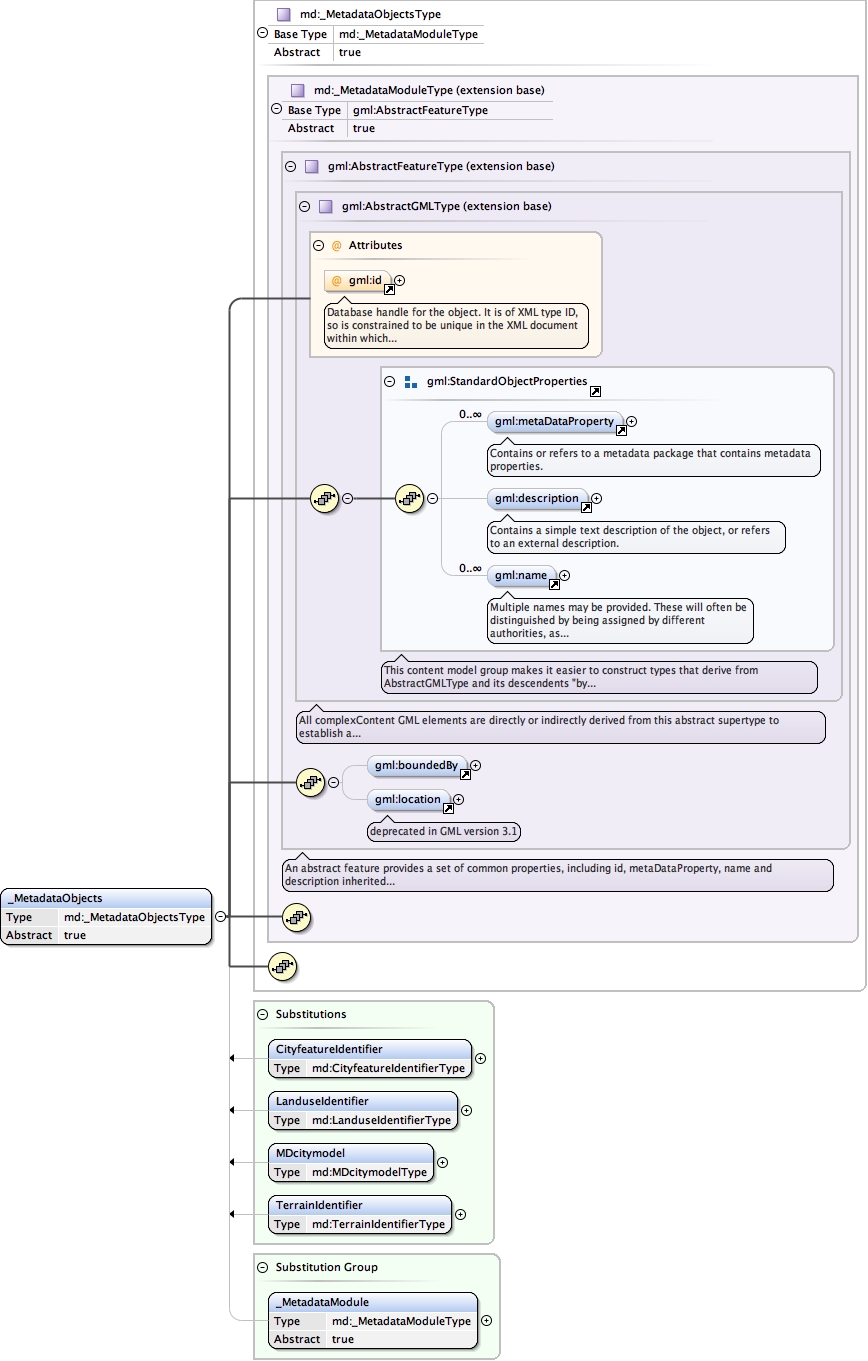 md:_MetadataObjectsType
Base Type md:_MetadataModuleType
Abstract true
md:_MetadataModuleType (extension base)
Base Type gml:AbstractFeatureType
Abstract true
gml:AbstractFeatureType (extension base)
gml:AbstractGMLType (extension base)
@ Attributes
@ gml:id
Database handle for the object. It is of XML type ID,
so is constrained to be unique in the XML document
within which...
gml:StandardObjectProperties
0..∞
gml:metaDataProperty
Contains or refers to a metadata package that contains metadata
properties.
gml:description
Contains a simple text description of the object, or refers
to an external description.
0..∞
gml:name
Multiple names may be provided. These will often be
distinguished by being assigned by different
authorities, as...
This content model group makes it easier to construct types that derive from
AbstractGMLType and its descendents "by...
All complexContent GML elements are directly or indirectly derived from this abstract supertype to
establish a...
gml:boundedBy
gml:location
deprecated in GML version 3.1
An abstract feature provides a set of common properties, including id, metaDataProperty, name and
description inherited...
_MetadataObjects
Type md:_MetadataObjectsType
Abstract true
Substitutions
CityfeatureIdentifier
Type md:CityfeatureIdentifierType
LanduseIdentifier
Type md:LanduseIdentifierType
MDcitymodel
Type md:MDcitymodelType
TerrainIdentifier
Type md:TerrainIdentifierType
Substitution Group
_MetadataModule
Type md:_MetadataModuleType
Abstract true